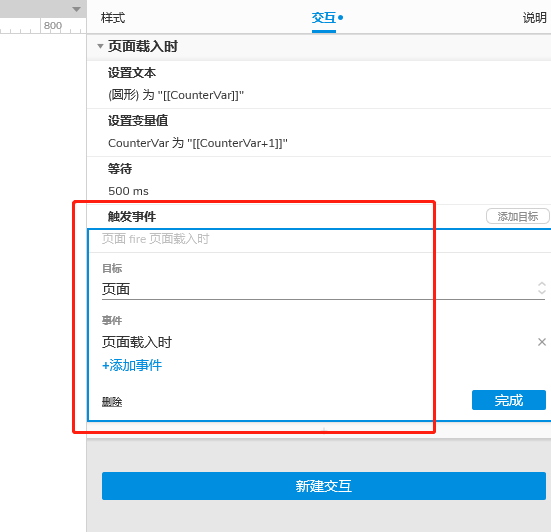 样式 交互 说明
800
页面载入时
设置文本
(圆形) 为 "[[CounterVar]]"
设置变量值
CounterVar 为 "[[CounterVar+1]]"
等待
500 ms
触发事件 添加目标
页面 fire 页面载入时
目标
页面
事件
页面载入时
+添加事件
删除 完成
新建交互